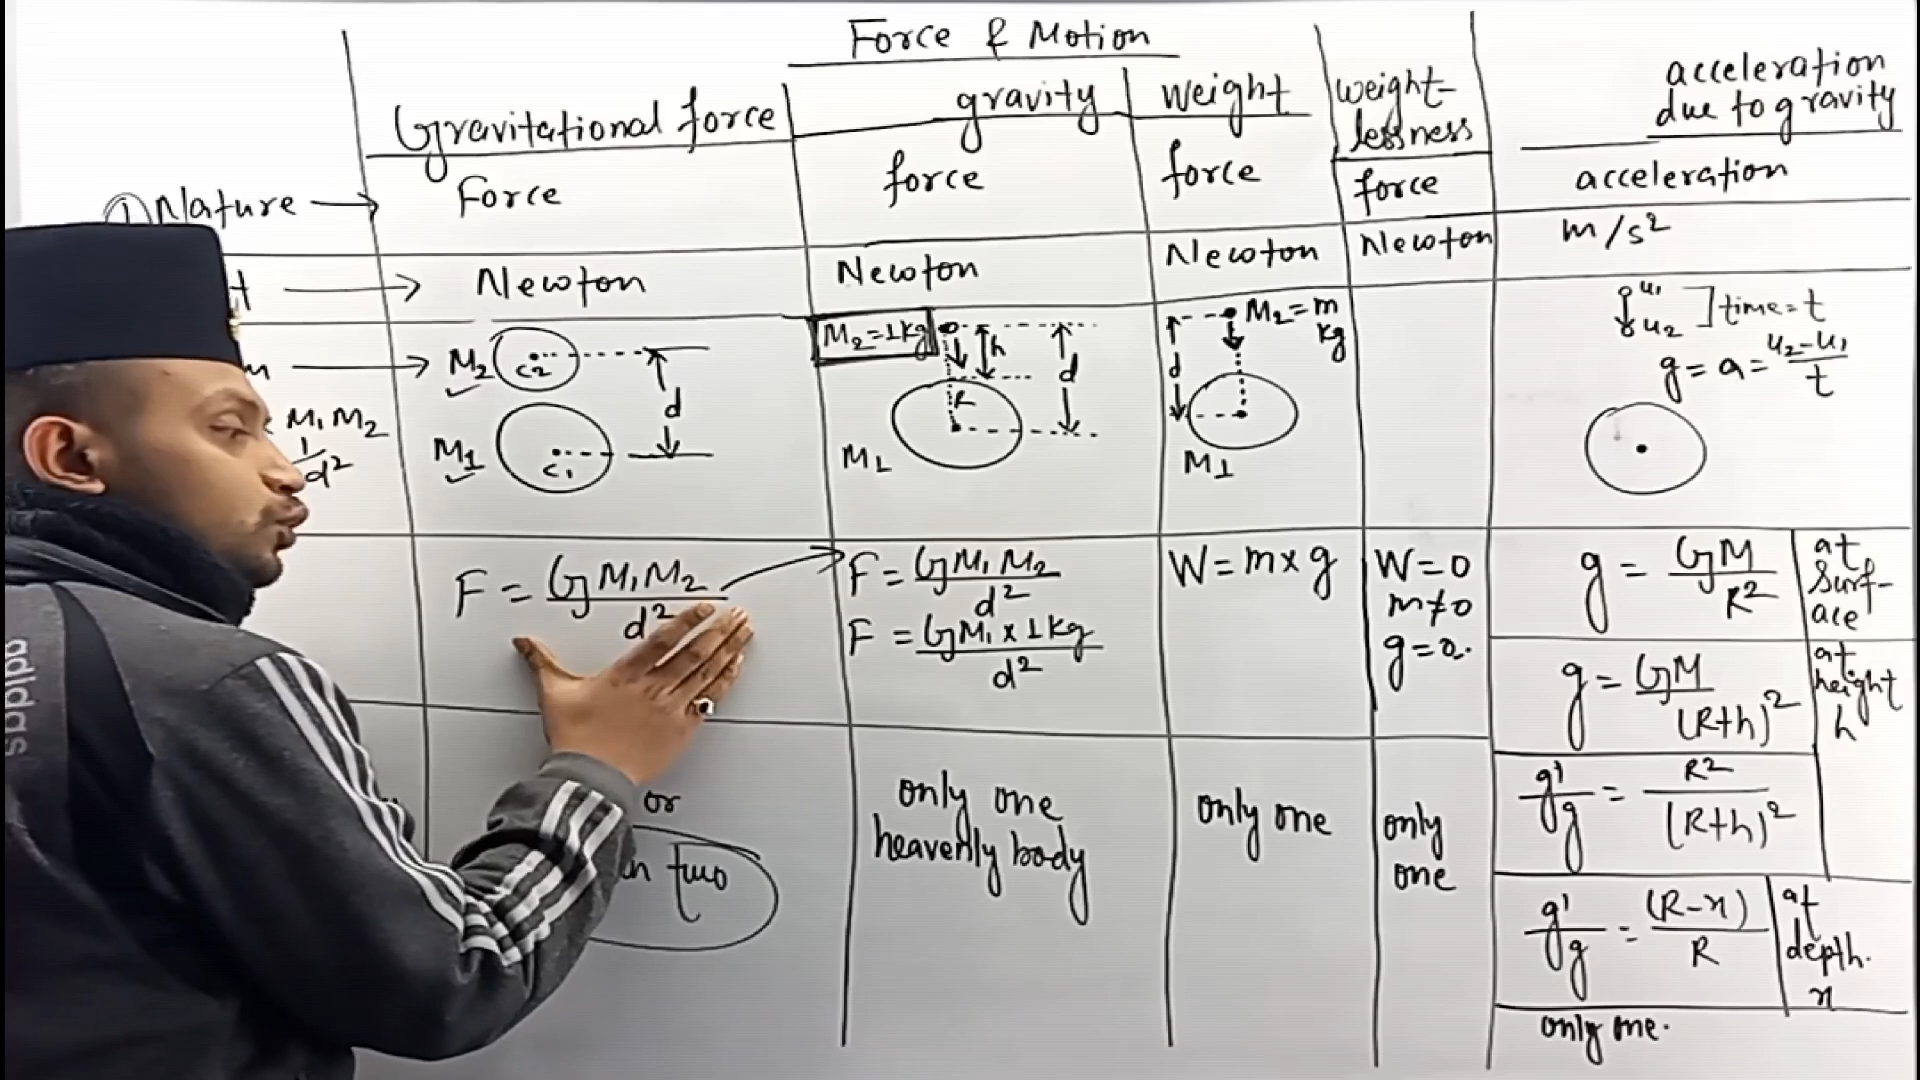 Force & Motion
Gravitational force
gravity
weight
weight-
lessness
acceleration
due to gravity
① Nature →
Force
force
force
force
acceleration
t →
Newton
Newton
Newton
Newton
m/s²
m →
M₂
C₂
d
M₁
C₁
M₁M₂
1/d²
M₂=1kg
h
d
R
M₁
M₂=m
kg
d
M₁
u₁
u₂
]time=t
g=a=u₂-u₁/t
F = GM₁M₂/d²
F = GM₁M₂/d²
F = GM₁×1kg/d²
W=m×g
W=0
m≠0
g=0.
g = GM/R²
at
surf-
ace
g = GM/(R+h)²
at
height
h
g'/g = R²/(R+h)²
g'/g = (R-x)/R
at
depth.
x
or
n two
only one
heavenly body
only one
only
one
only one.
adidas